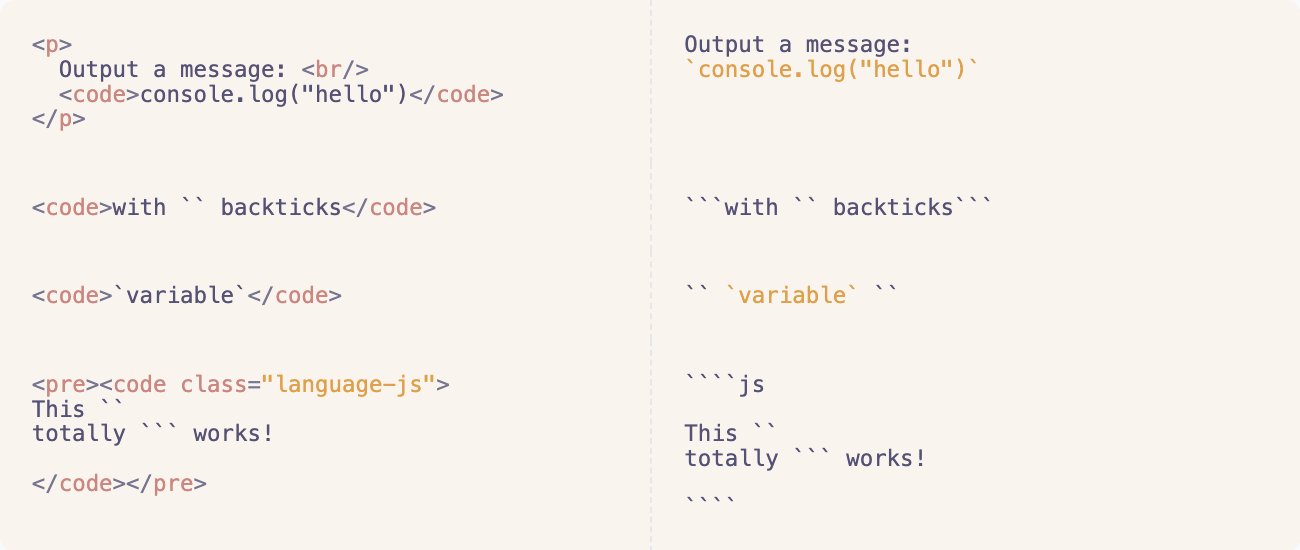 <p>
  Output a message: <br/>
  <code>console.log("hello")</code>
</p>
<code>with `` backticks</code>
<code>`variable`</code>
<pre><code class="language-js">
This ``
totally ``` works!
</code></pre>
Output a message:
`console.log("hello")`
```with `` backticks```
`` `variable` ``
````js
This ``
totally ``` works!
````